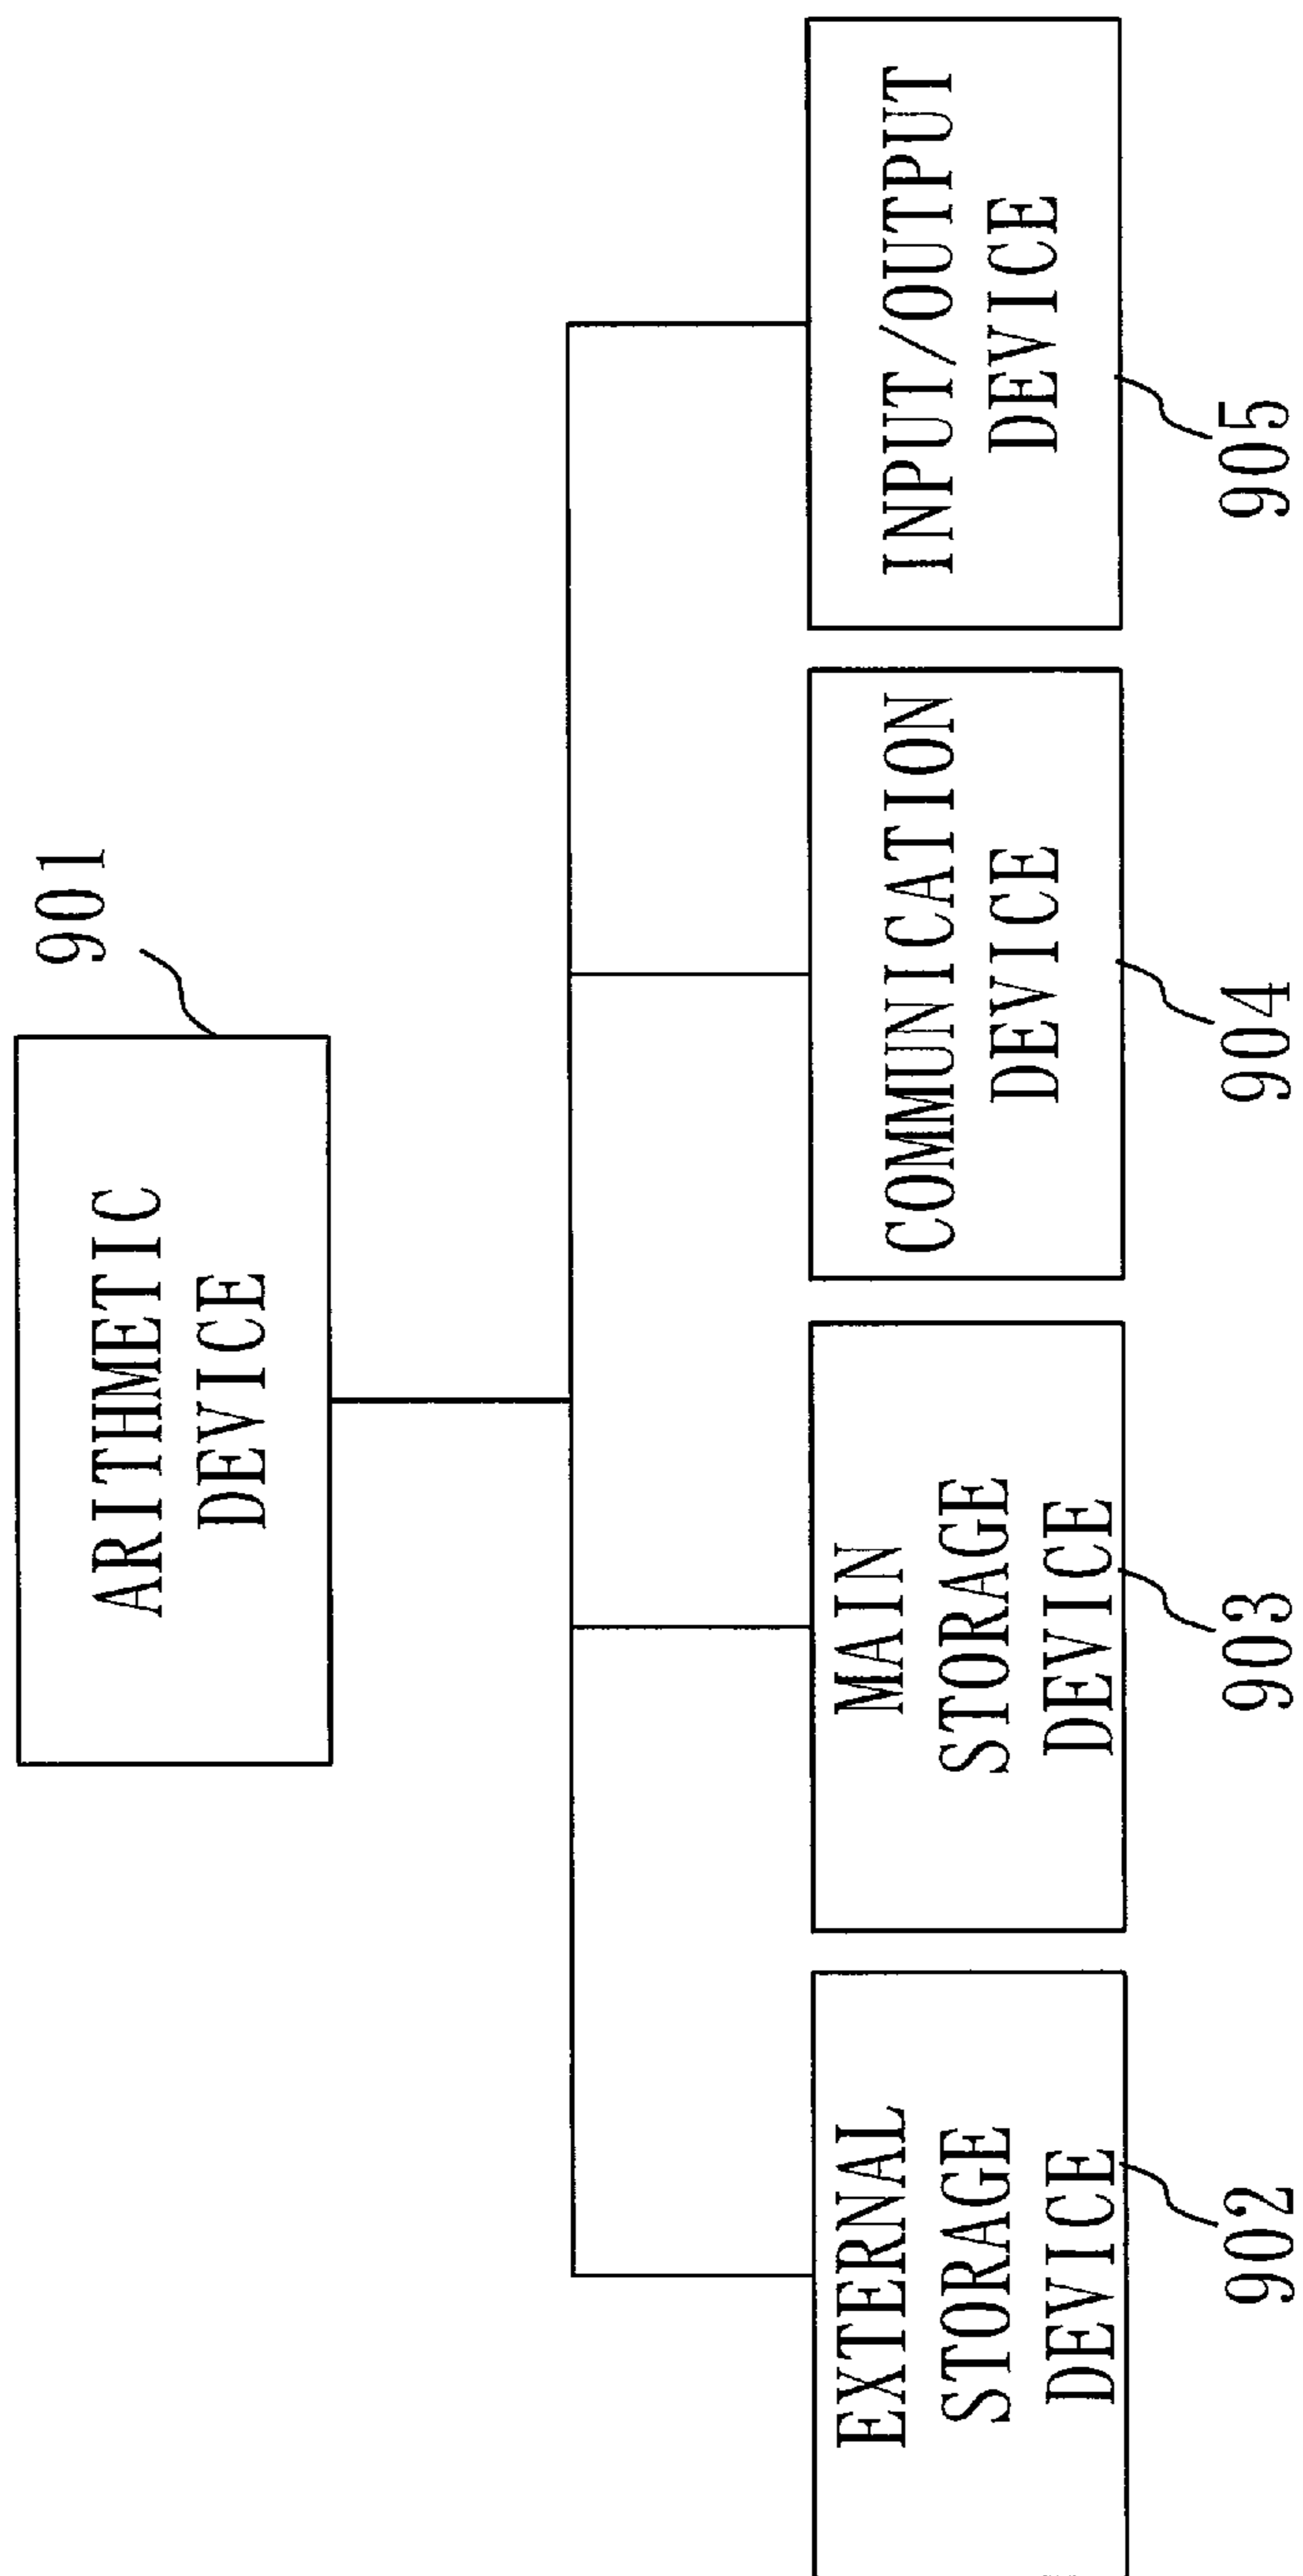 901
ARITHMETIC
DEVICE
EXTERNAL
STORAGE
DEVICE
902
MAIN
STORAGE
DEVICE
903
COMMUNICATION
DEVICE
904
INPUT/OUTPUT
DEVICE
905